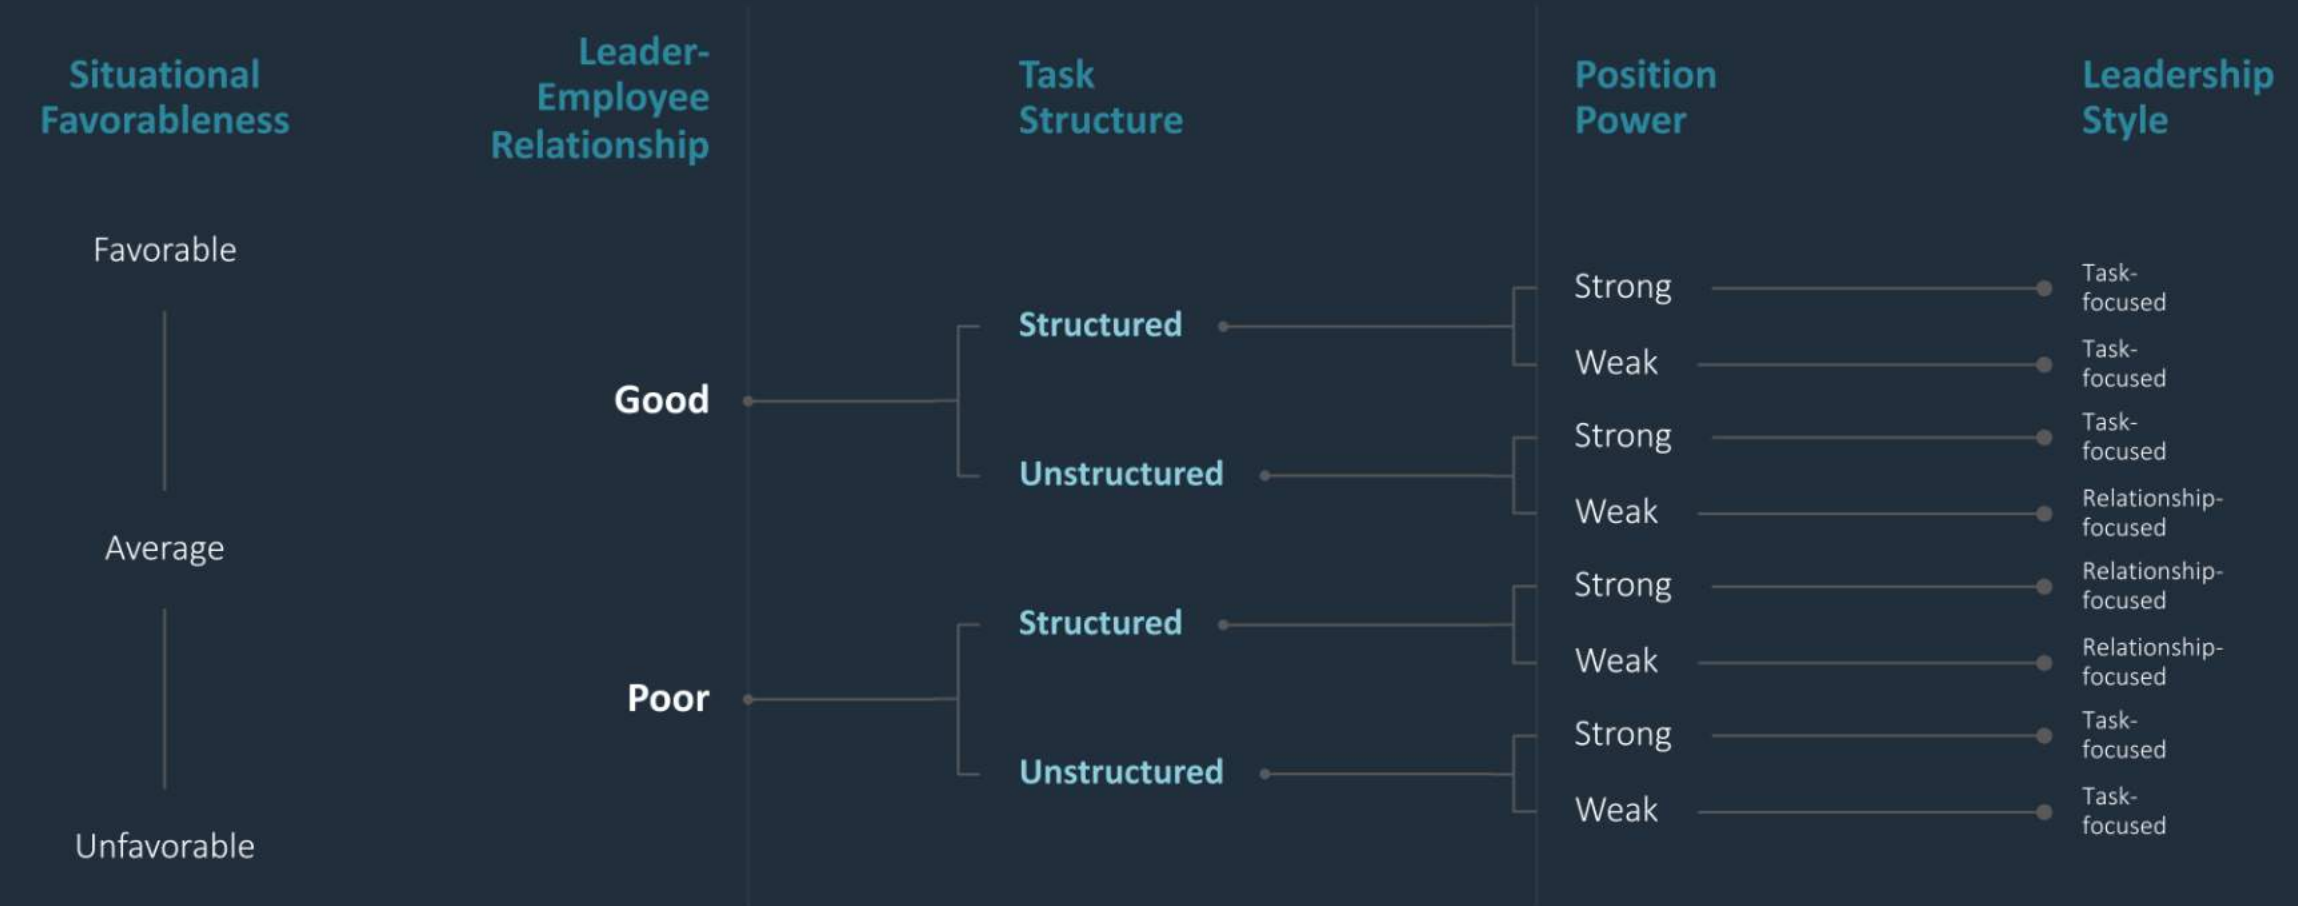 Situational
Favorableness
Leader-
Employee
Relationship
Task
Structure
Position
Power
Leadership
Style
Favorable
Average
Unfavorable
Good
Poor
Structured
Unstructured
Structured
Unstructured
Strong
Weak
Strong
Weak
Strong
Weak
Strong
Weak
Task-
focused
Task-
focused
Task-
focused
Relationship-
focused
Relationship-
focused
Relationship-
focused
Task-
focused
Task-
focused